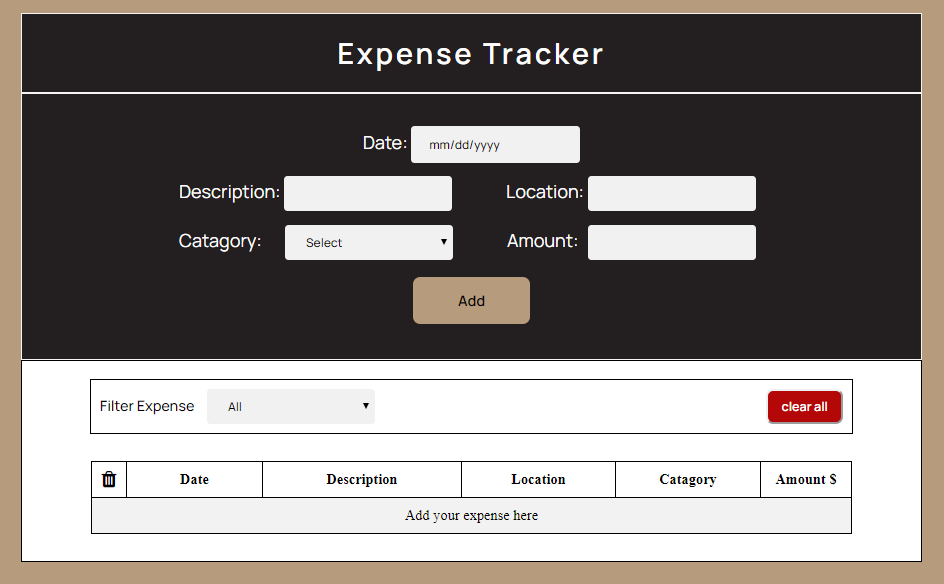 Expense Tracker
Date: mm/dd/yyyy
Description: Location:
Catagory: Select Amount:
Add
Filter Expense All clear all
Date Description Location Catagory Amount $
Add your expense here